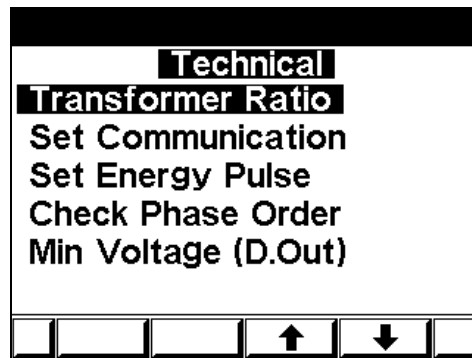 Technical
Transformer Ratio
Set Communication
Set Energy Pulse
Check Phase Order
Min Voltage (D.Out)